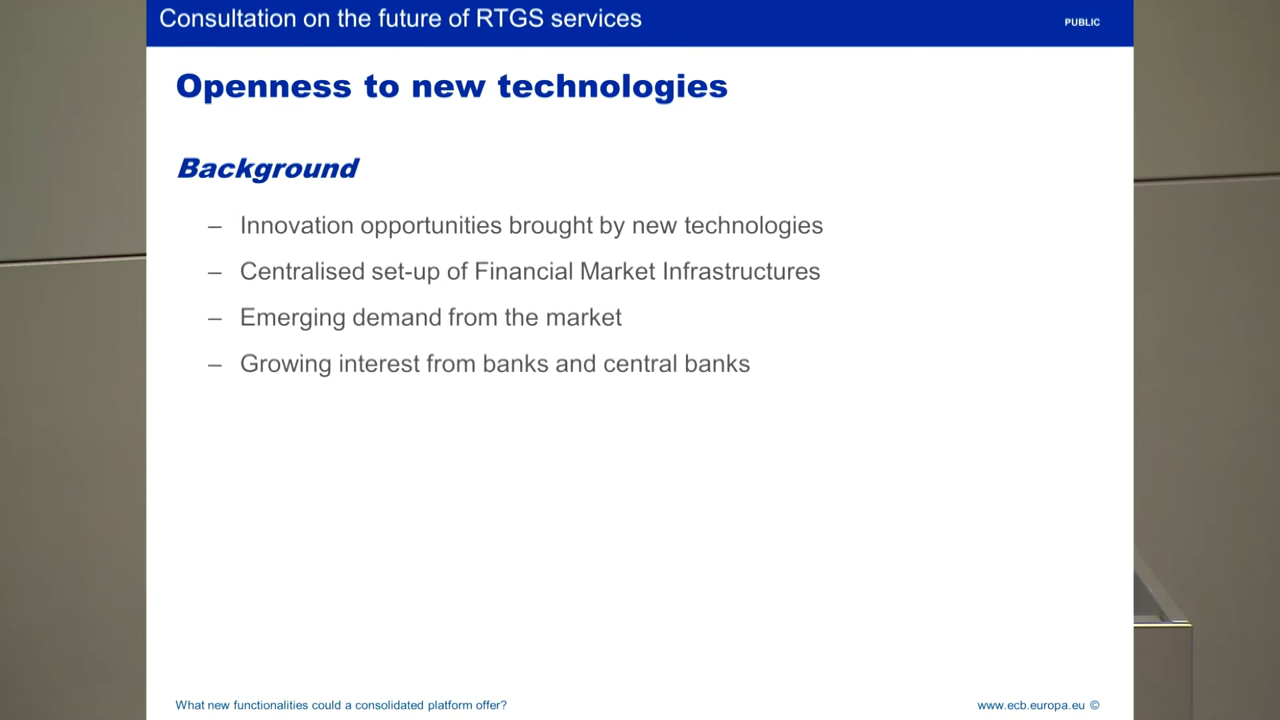 Consultation on the future of RTGS services
PUBLIC
Openness to new technologies
Background
– Innovation opportunities brought by new technologies
– Centralised set-up of Financial Market Infrastructures
– Emerging demand from the market
– Growing interest from banks and central banks
What new functionalities could a consolidated platform offer?
www.ecb.europa.eu ©